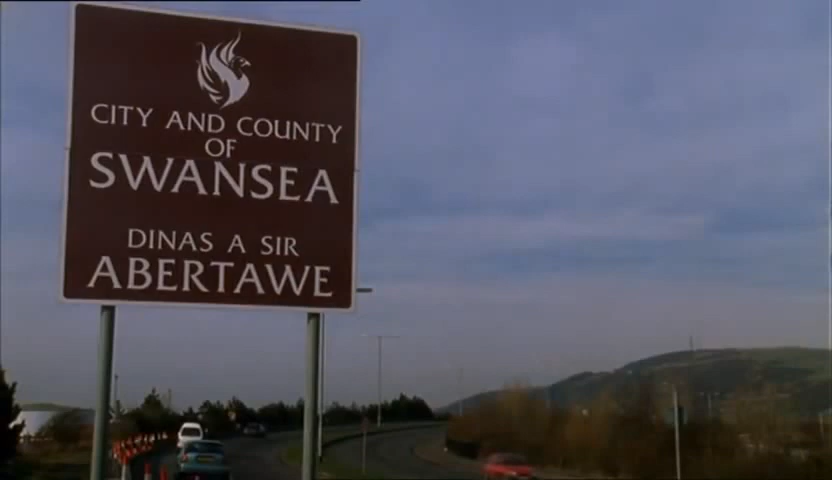 CITY AND COUNTY
OF
SWANSEA
DINAS A SIR
ABERTAWE